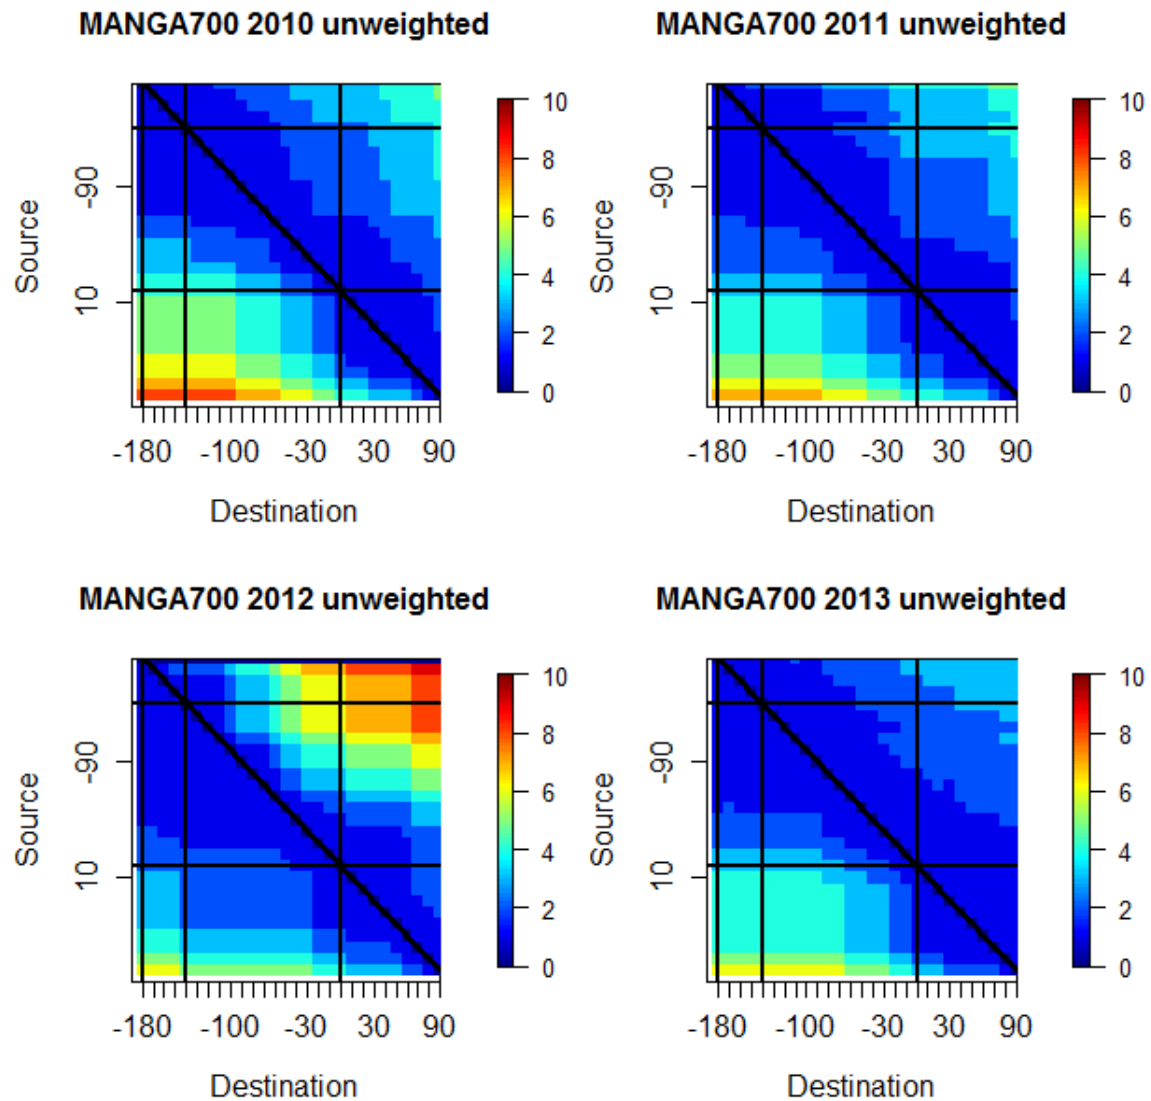 MANGA700 2010 unweighted
Source
-90
10
10
8
6
4
2
0
-180 -100 -30 30 90
Destination
MANGA700 2011 unweighted
Source
-90
10
10
8
6
4
2
0
-180 -100 -30 30 90
Destination
MANGA700 2012 unweighted
Source
-90
10
10
8
6
4
2
0
-180 -100 -30 30 90
Destination
MANGA700 2013 unweighted
Source
-90
10
10
8
6
4
2
0
-180 -100 -30 30 90
Destination